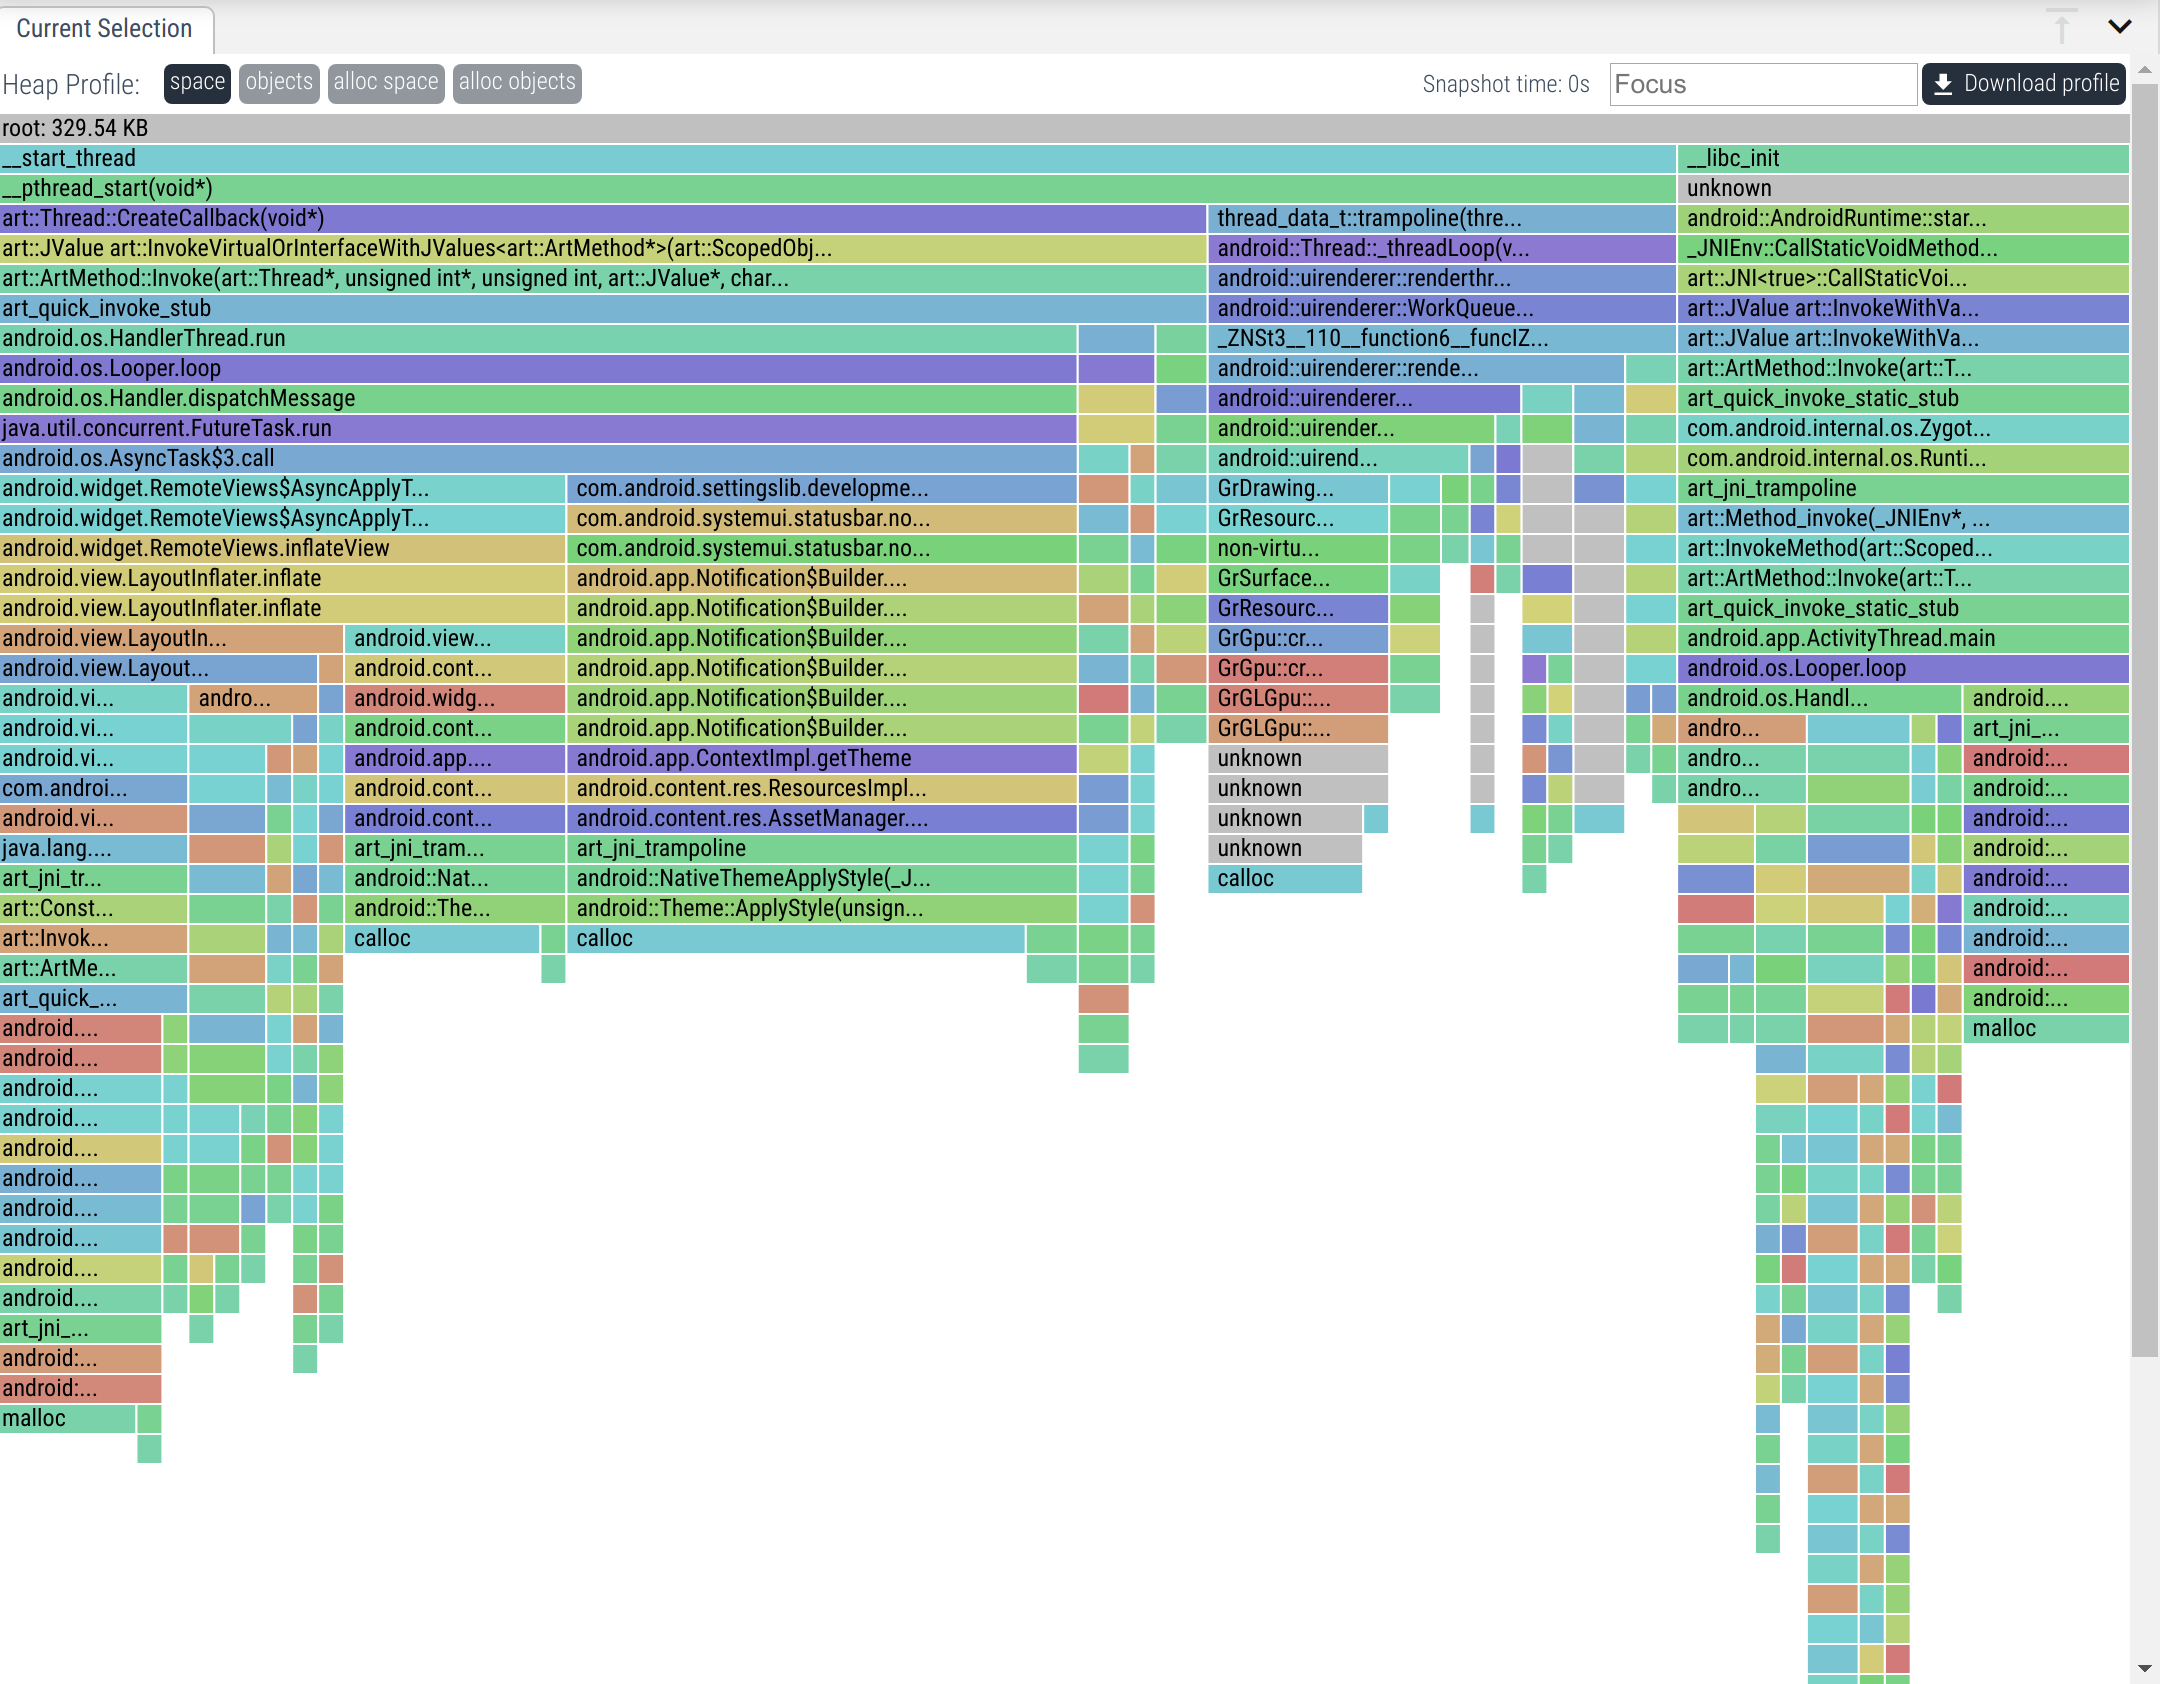 Current Selection
Heap Profile: space objects alloc space alloc objects Snapshot time: 0s Focus Download profile
root: 329.54 KB
__start_thread __libc_init
__pthread_start(void*) unknown
art::Thread::CreateCallback(void*) thread_data_t::trampoline(thre... android::AndroidRuntime::star...
art::JValue art::InvokeVirtualOrInterfaceWithJValues<art::ArtMethod*>(art::ScopedObj... android::Thread::_threadLoop(v... _JNIEnv::CallStaticVoidMethod...
art::ArtMethod::Invoke(art::Thread*, unsigned int*, unsigned int, art::JValue*, char... android::uirenderer::renderthr... art::JNI<true>::CallStaticVoi...
art_quick_invoke_stub android::uirenderer::WorkQueue... art::JValue art::InvokeWithVa...
android.os.HandlerThread.run _ZNSt3__110__function6__funcIZ... art::JValue art::InvokeWithVa...
android.os.Looper.loop android::uirenderer::rende... art::ArtMethod::Invoke(art::T...
android.os.Handler.dispatchMessage android::uirenderer... art_quick_invoke_static_stub
java.util.concurrent.FutureTask.run android::uirender... com.android.internal.os.Zygot...
android.os.AsyncTask$3.call android::uirend... com.android.internal.os.Runti...
android.widget.RemoteViews$AsyncApplyT... com.android.settingslib.developme... GrDrawing... art_jni_trampoline
android.widget.RemoteViews$AsyncApplyT... com.android.systemui.statusbar.no... GrResourc... art::Method_invoke(_JNIEnv*, ...
android.widget.RemoteViews.inflateView com.android.systemui.statusbar.no... non-virtu... art::InvokeMethod(art::Scoped...
android.view.LayoutInflater.inflate android.app.Notification$Builder.... GrSurface... art::ArtMethod::Invoke(art::T...
android.view.LayoutInflater.inflate android.app.Notification$Builder.... GrResourc... art_quick_invoke_static_stub
android.view.LayoutIn... android.view... android.app.Notification$Builder.... GrGpu::cr... android.app.ActivityThread.main
android.view.Layout... android.cont... android.app.Notification$Builder.... GrGpu::cr... android.os.Looper.loop
android.vi... andro... android.widg... android.app.Notification$Builder.... GrGLGpu::... android.os.Handl... android....
android.vi... android.cont... android.app.Notification$Builder.... GrGLGpu::... andro... art_jni_...
android.vi... android.app.... android.app.ContextImpl.getTheme unknown andro... android:...
com.androi... android.cont... android.content.res.ResourcesImpl... unknown andro... android:...
android.vi... android.cont... android.content.res.AssetManager.... unknown android:...
java.lang.... art_jni_tram... art_jni_trampoline unknown android:...
art_jni_tr... android::Nat... android::NativeThemeApplyStyle(_J... calloc android:...
art::Const... android::The... android::Theme::ApplyStyle(unsign... android:...
art::Invok... calloc calloc android:...
art::ArtMe... android:...
art_quick_... android:...
android.... malloc
android....
android....
android....
android....
android....
android....
android....
android....
android....
art_jni_...
android:...
android:...
malloc